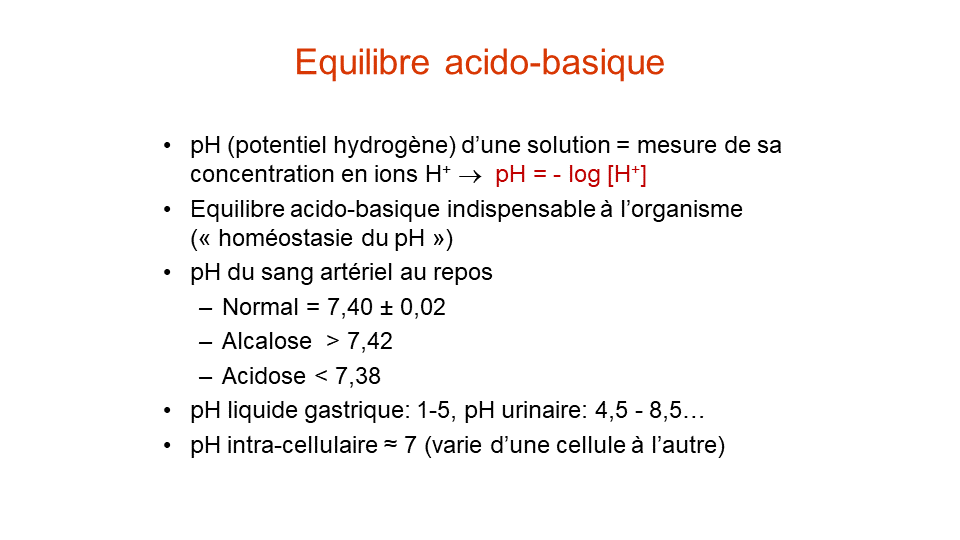 Equilibre acido-basique
• pH (potentiel hydrogène) d’une solution = mesure de sa
concentration en ions H⁺ → pH = - log [H⁺]
• Equilibre acido-basique indispensable à l’organisme
(« homéostasie du pH »)
• pH du sang artériel au repos
– Normal = 7,40 ± 0,02
– Alcalose > 7,42
– Acidose < 7,38
• pH liquide gastrique: 1-5, pH urinaire: 4,5 - 8,5…
• pH intra-cellulaire ≈ 7 (varie d’une cellule à l’autre)